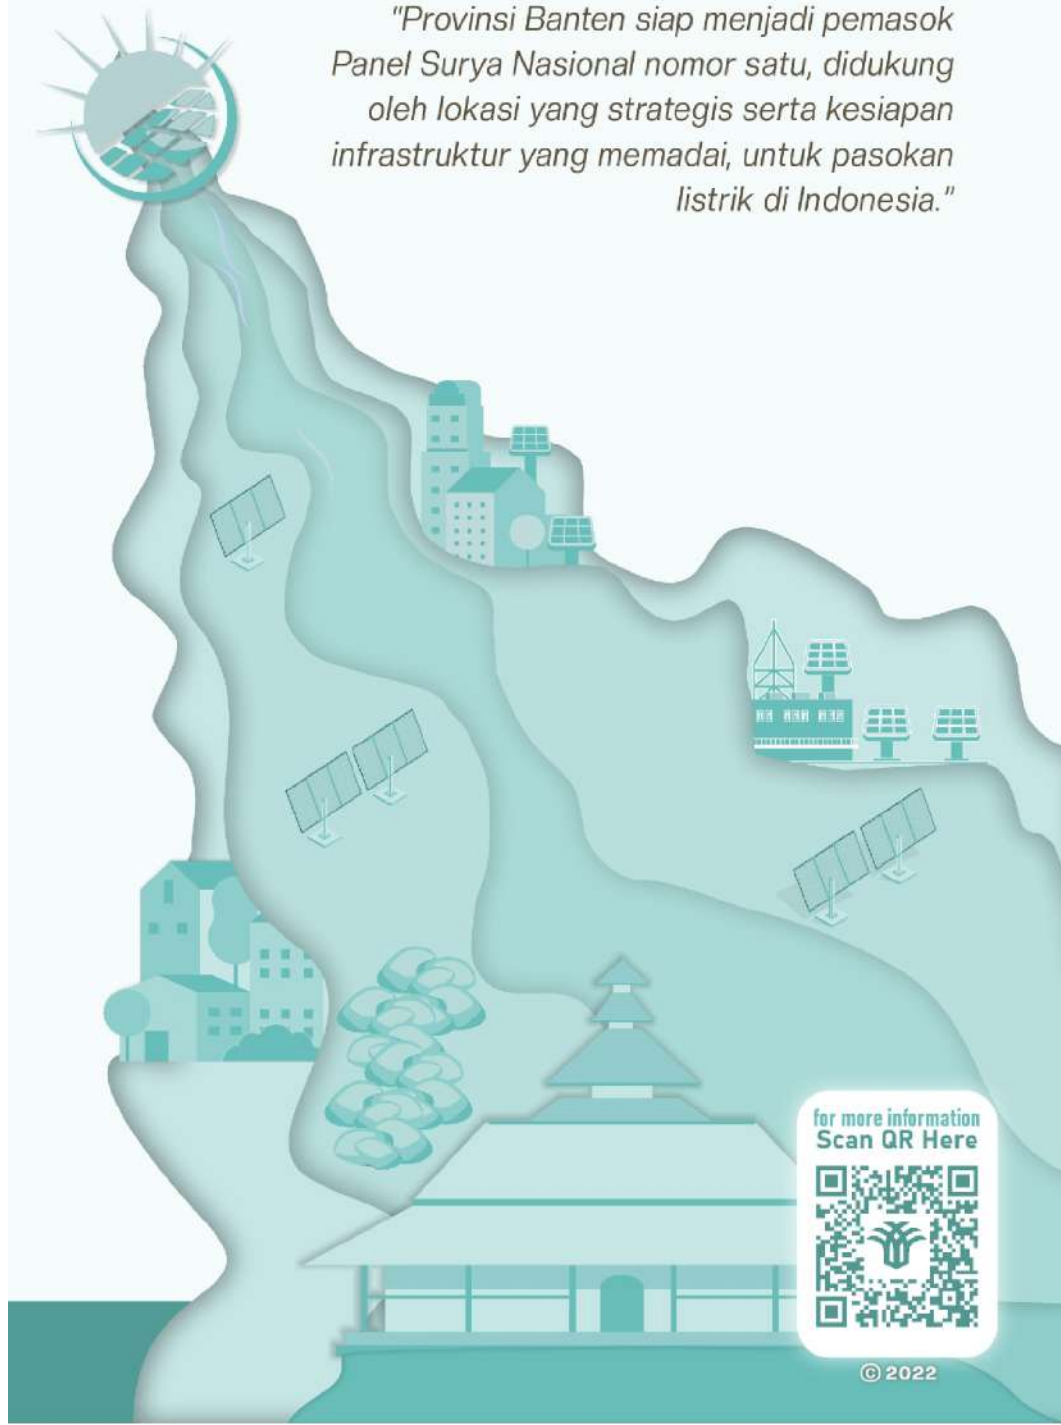 "Provinsi Banten siap menjadi pemasok
Panel Surya Nasional nomor satu, didukung
oleh lokasi yang strategis serta kesiapan
infrastruktur yang memadai, untuk pasokan
listrik di Indonesia."
for more information
Scan QR Here
© 2022